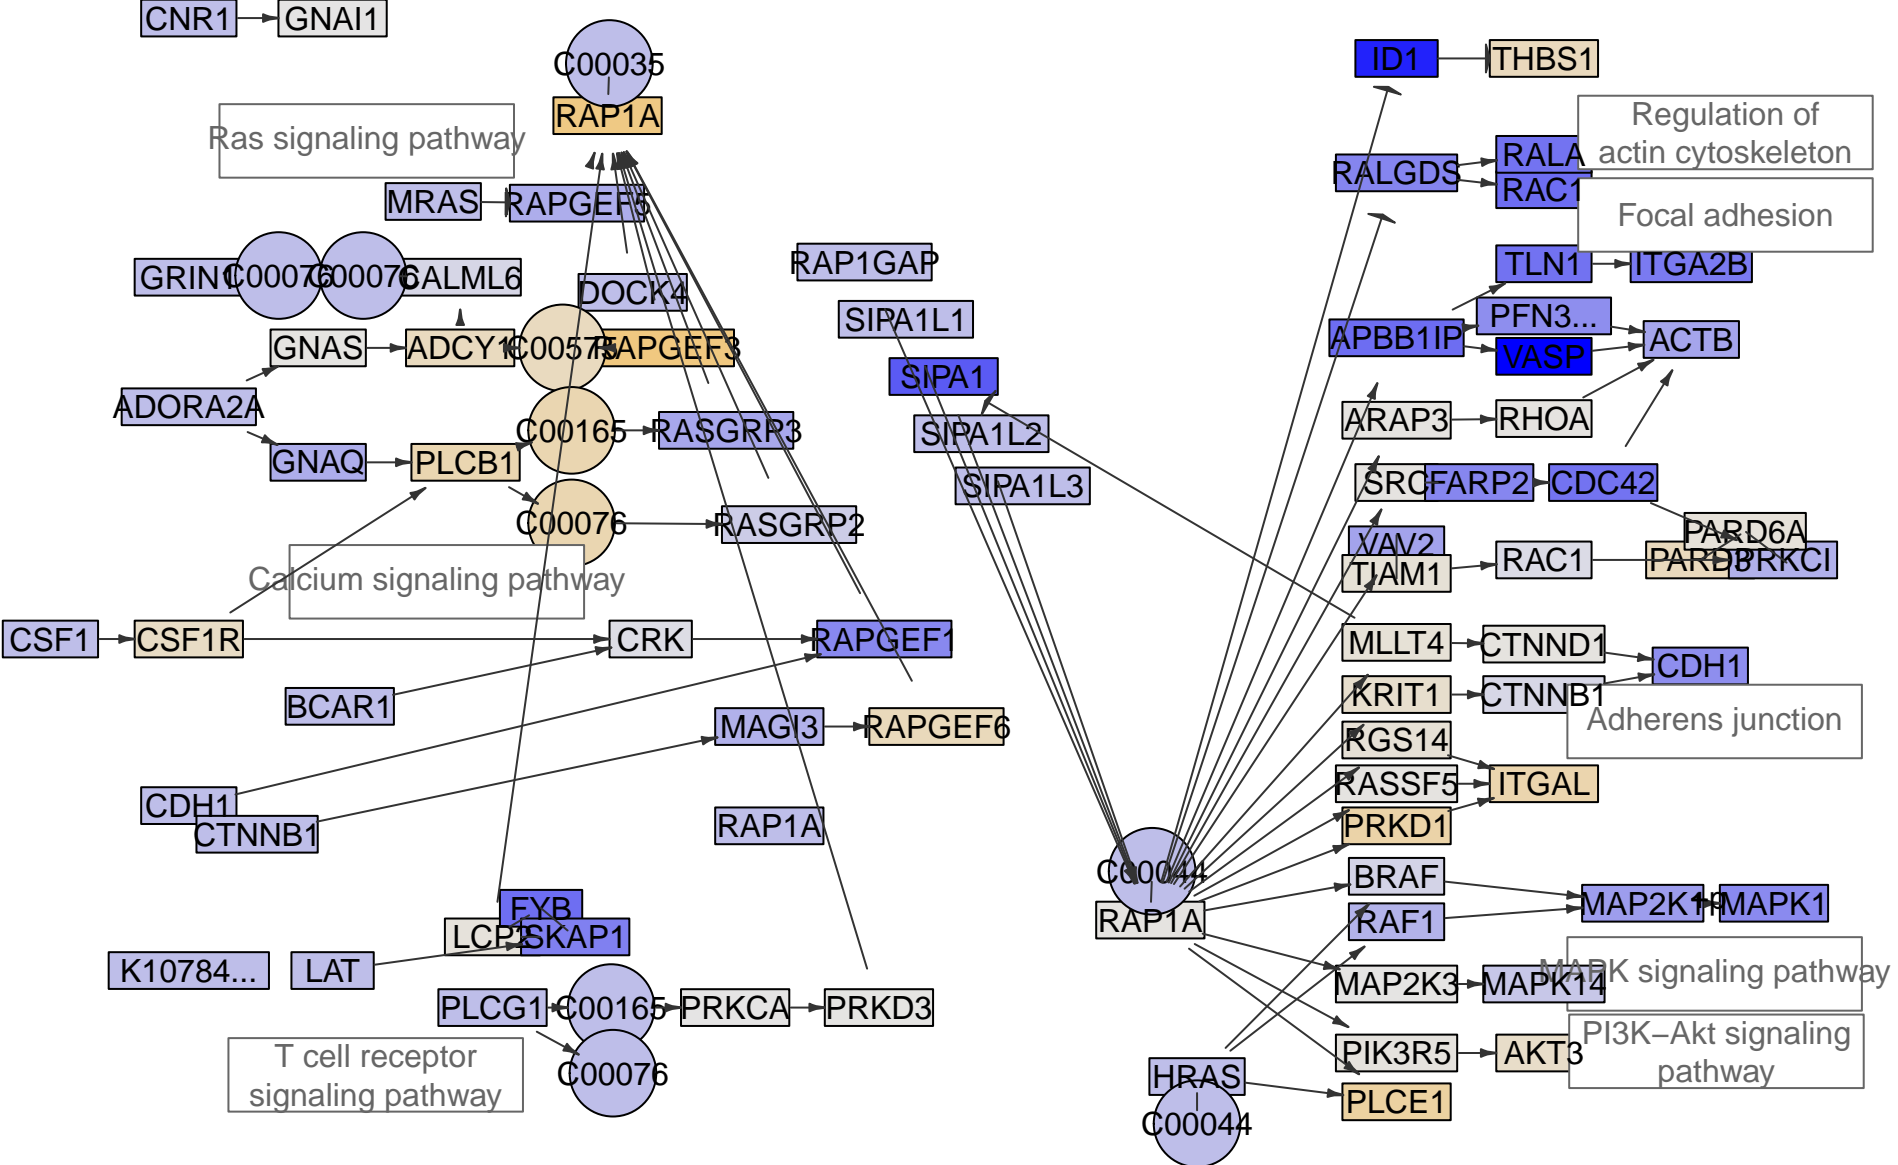 CNR1
GNAI1
C00035
RAP1A
Ras signaling pathway
MRAS
RAPGEF5
GRIN1
C00076
C00076
CALML6
DOCK4
GNAS
ADCY1
C00575
RAPGEF3
ADORA2A
GNAQ
PLCB1
C00165
RASGRP3
C00076
RASGRP2
Calcium signaling pathway
CSF1
CSF1R
CRK
RAPGEF1
BCAR1
MAGI3
RAPGEF6
CDH1
CTNNB1
RAP1A
FYB
LCP2
SKAP1
K10784...
LAT
PLCG1
C00165
PRKCA
PRKD3
C00076
T cell receptor
signaling pathway
RAP1GAP
SIPA1L1
SIPA1
SIPA1L2
SIPA1L3
C00044
RAP1A
HRAS
C00044
ID1
THBS1
Regulation of
actin cytoskeleton
RALGDS
RALA
RAC1
Focal adhesion
TLN1
ITGA2B
APBB1IP
PFN3...
VASP
ACTB
ARAP3
RHOA
SRC
FARP2
CDC42
VAV2
TIAM1
RAC1
PARD6A
PARD3
PRKCI
MLLT4
CTNND1
CDH1
KRIT1
CTNNB1
Adherens junction
RGS14
RASSF5
ITGAL
PRKD1
BRAF
RAF1
MAP2K1
+p
MAPK1
MAP2K3
MAPK14
MAPK signaling pathway
PIK3R5
AKT3
PI3K−Akt signaling
pathway
PLCE1